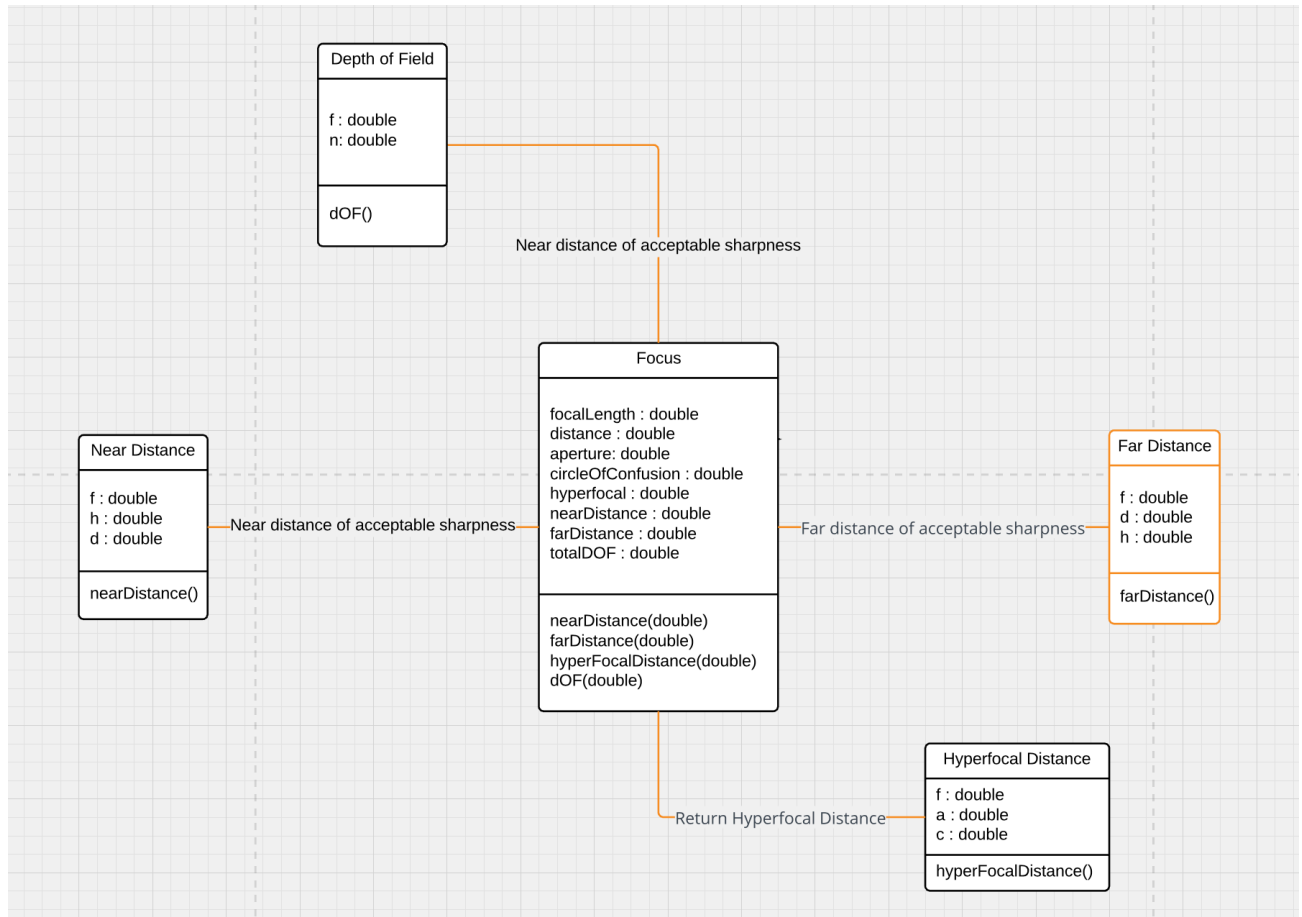 Depth of Field
f : double
n: double
dOF()
Near distance of acceptable sharpness
Focus
focalLength : double
distance : double
aperture: double
circleOfConfusion : double
hyperfocal : double
nearDistance : double
farDistance : double
totalDOF : double
nearDistance(double)
farDistance(double)
hyperFocalDistance(double)
dOF(double)
Near Distance
f : double
h : double
d : double
nearDistance()
Near distance of acceptable sharpness
Far distance of acceptable sharpness
Far Distance
f : double
d : double
h : double
farDistance()
Return Hyperfocal Distance
Hyperfocal Distance
f : double
a : double
c : double
hyperFocalDistance()